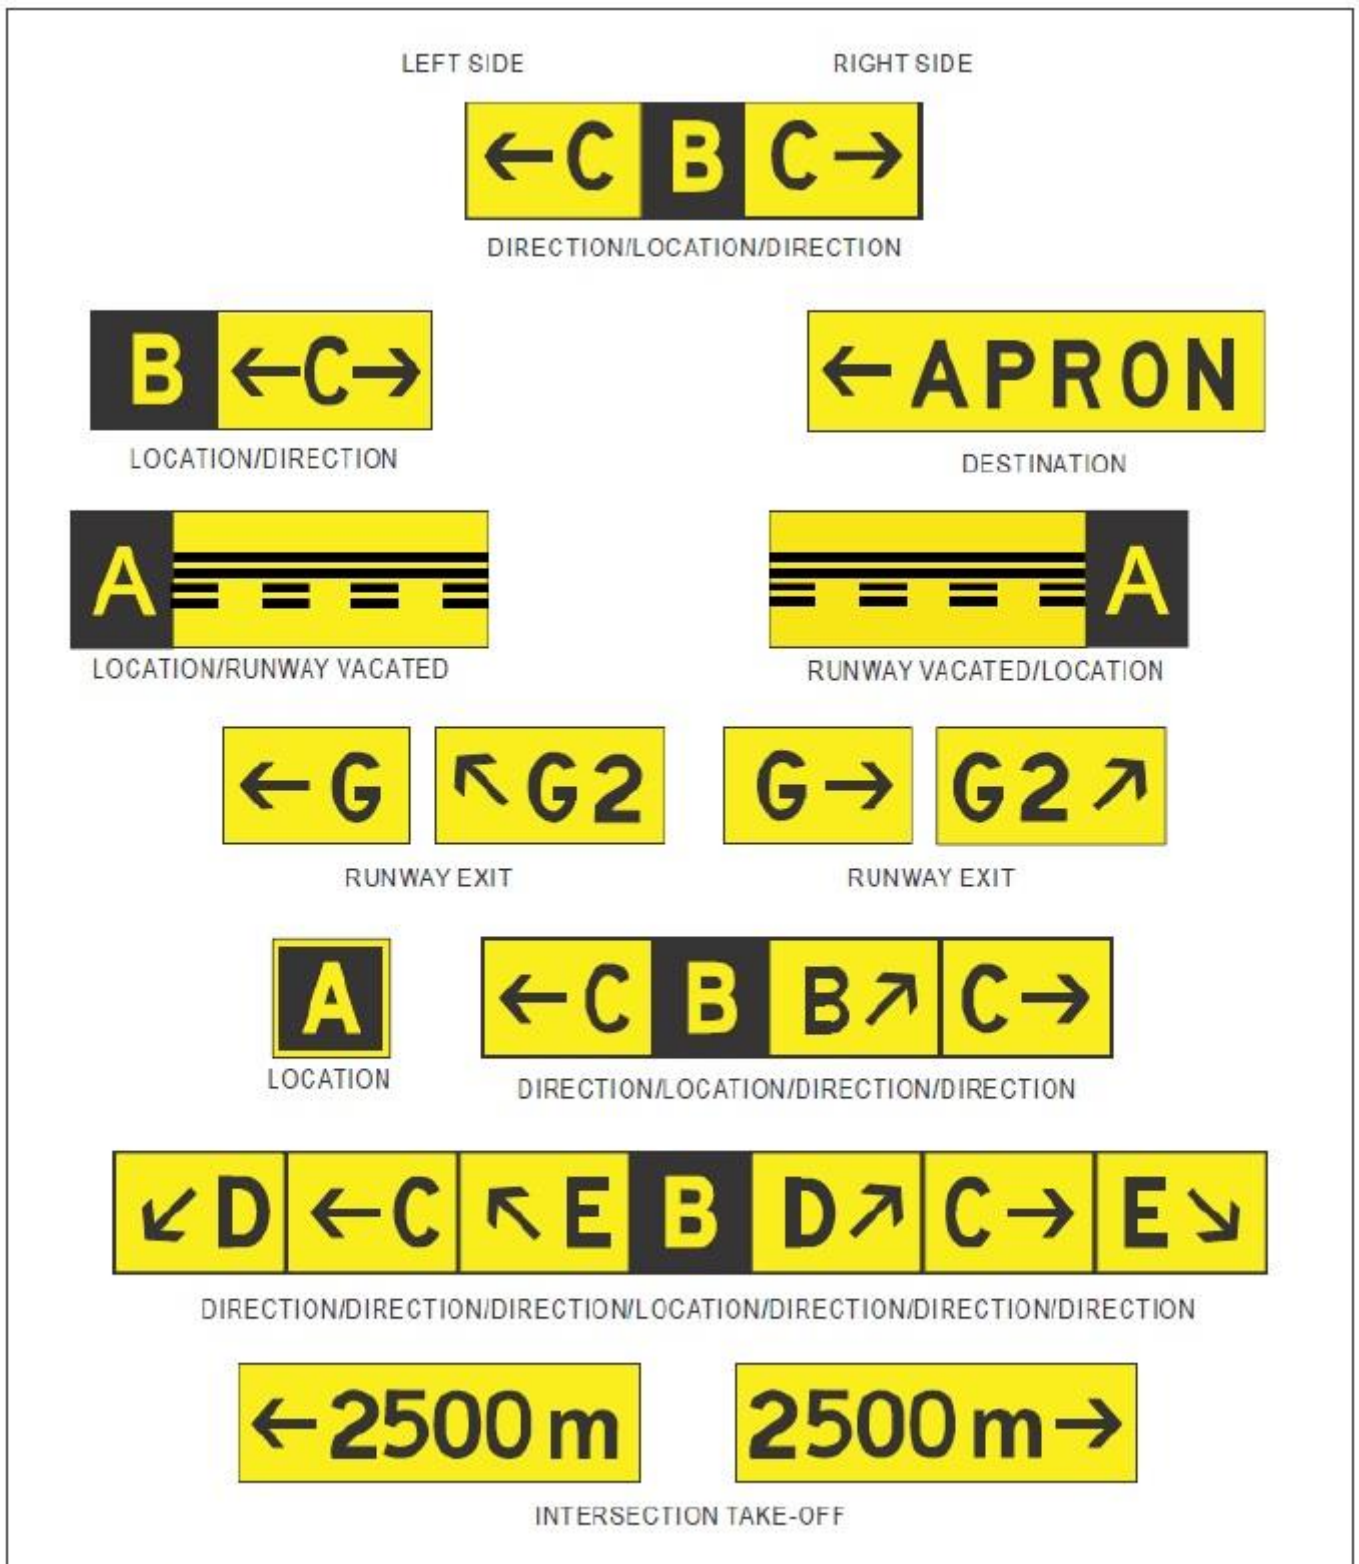 LEFT SIDE RIGHT SIDE
←C B C→
DIRECTION/LOCATION/DIRECTION
B ←C→ ←APRON
LOCATION/DIRECTION DESTINATION
A A
LOCATION/RUNWAY VACATED RUNWAY VACATED/LOCATION
←G ↖G2 G→ G2↗
RUNWAY EXIT RUNWAY EXIT
A ←C B B↗ C→
LOCATION DIRECTION/LOCATION/DIRECTION/DIRECTION
↙D ←C ↖E B D↗ C→ E↘
DIRECTION/DIRECTION/DIRECTION/LOCATION/DIRECTION/DIRECTION/DIRECTION
←2500 m 2500 m→
INTERSECTION TAKE-OFF